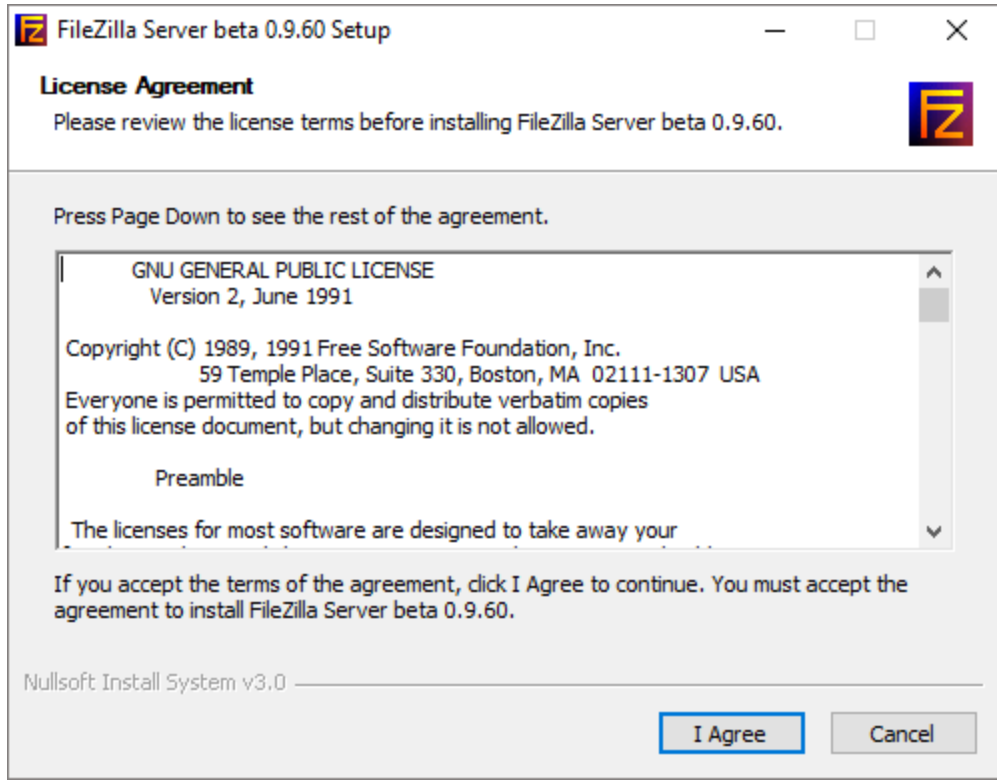 FileZilla Server beta 0.9.60 Setup
License Agreement
Please review the license terms before installing FileZilla Server beta 0.9.60.
FZ
Press Page Down to see the rest of the agreement.
GNU GENERAL PUBLIC LICENSE
Version 2, June 1991
Copyright (C) 1989, 1991 Free Software Foundation, Inc.
59 Temple Place, Suite 330, Boston, MA 02111-1307 USA
Everyone is permitted to copy and distribute verbatim copies
of this license document, but changing it is not allowed.
Preamble
The licenses for most software are designed to take away your
If you accept the terms of the agreement, click I Agree to continue. You must accept the
agreement to install FileZilla Server beta 0.9.60.
Nullsoft Install System v3.0
I Agree
Cancel